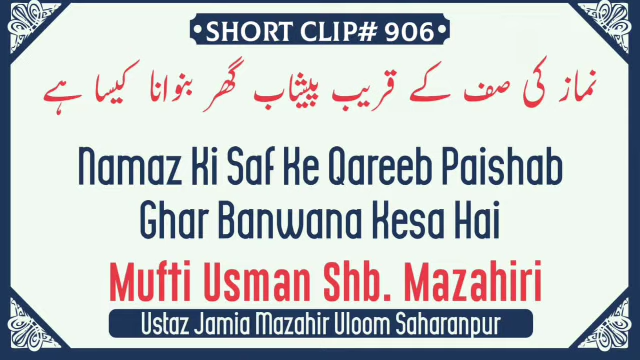 •SHORT CLIP# 906•
نماز کی صف کے قریب پیشاب گھر بنوانا کیسا ہے
Namaz Ki Saf Ke Qareeb Paishab
Ghar Banwana Kesa Hai
Mufti Usman Shb. Mazahiri
Ustaz Jamia Mazahir Uloom Saharanpur